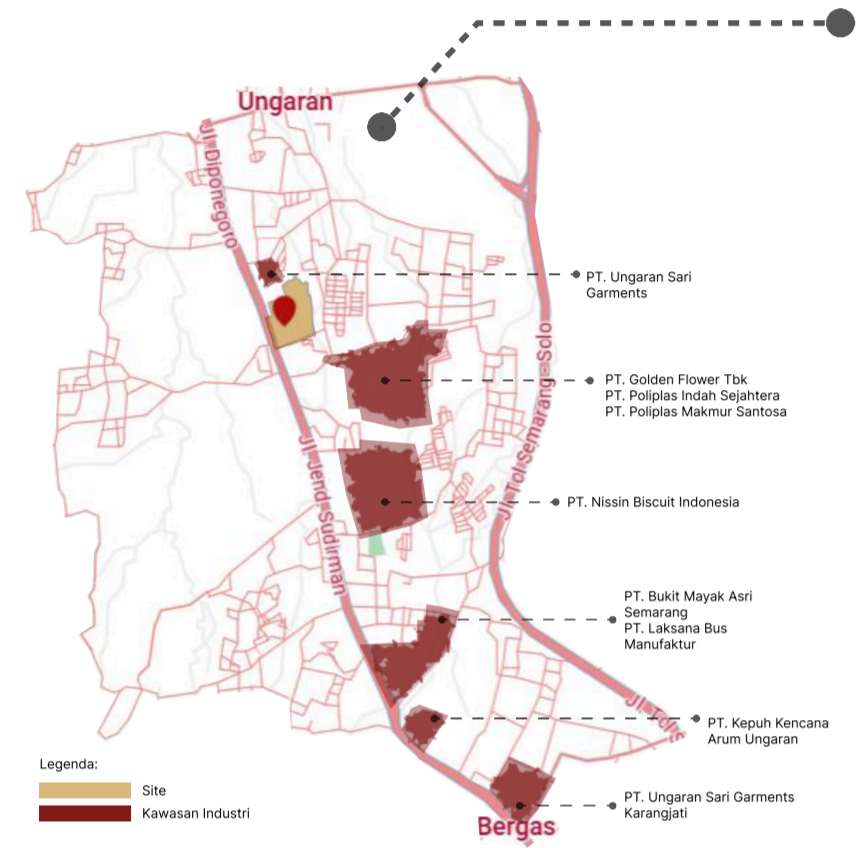 Ungaran
Jl. Diponegoro
PT. Ungaran Sari
Garments
Jl. Tol Semarang - Solo
PT. Golden Flower Tbk
PT. Poliplas Indah Sejahtera
PT. Poliplas Makmur Santosa
Jl. Jend. Sudirman
PT. Nissin Biscuit Indonesia
PT. Bukit Mayak Asri
Semarang
PT. Laksana Bus
Manufaktur
Jl. Tol
PT. Kepuh Kencana
Arum Ungaran
Legenda:
Site
Kawasan Industri
PT. Ungaran Sari Garments
Karangjati
Bergas